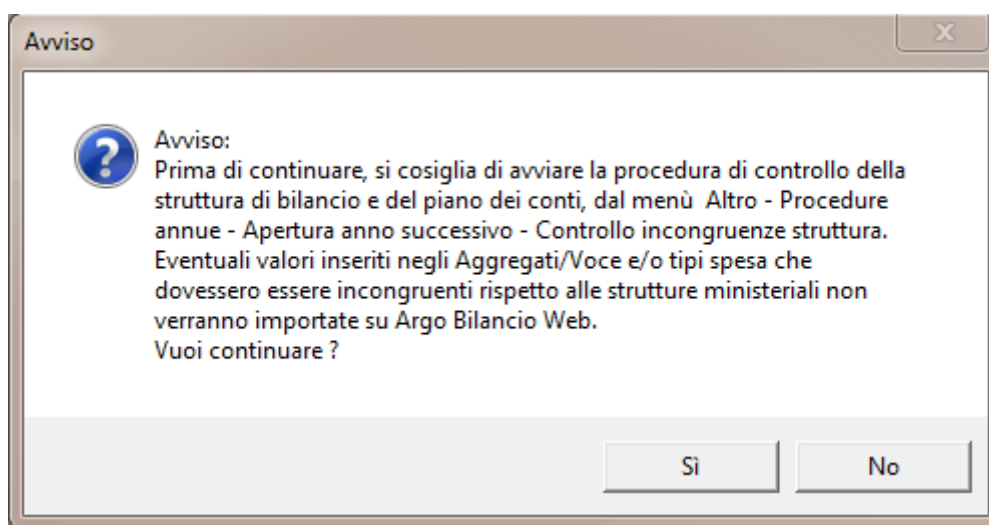 Avviso
Avviso:
Prima di continuare, si cosiglia di avviare la procedura di controllo della
struttura di bilancio e del piano dei conti, dal menù  Altro - Procedure
annue - Apertura anno successivo - Controllo incongruenze struttura.
Eventuali valori inseriti negli Aggregati/Voce e/o tipi spesa che
dovessero essere incongruenti rispetto alle strutture ministeriali non
verranno importate su Argo Bilancio Web.
Vuoi continuare ?
Sì
No